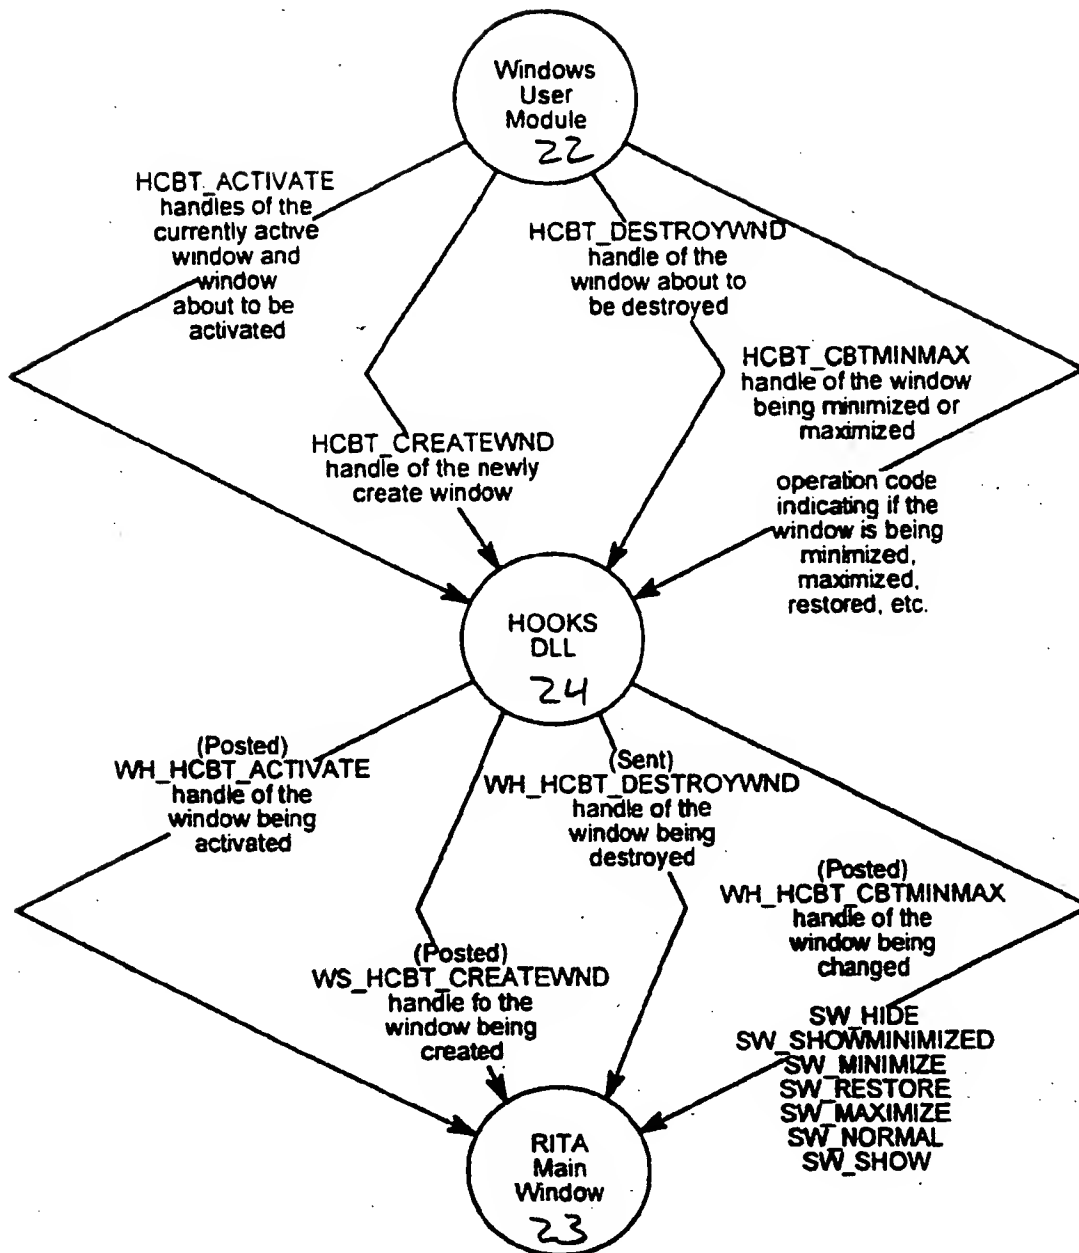 Windows
User
Module
22
HCBT_ACTIVATE
handles of the
currently active
window and
window
about to be
activated
HCBT_DESTROYWND
handle of the
window about to
be destroyed
HCBT_CBTMINMAX
handle of the window
being minimized or
maximized
HCBT_CREATEWND
handle of the newly
create window
operation code
indicating if the
window is being
minimized,
maximized,
restored, etc.
HOOKS
DLL
24
(Posted)
WH_HCBT_ACTIVATE
handle of the
window being
activated
(Sent)
WH_HCBT_DESTROYWND
handle of the
window being
destroyed
(Posted)
WH_HCBT_CBTMINMAX
handle of the
window being
changed
(Posted)
WS_HCBT_CREATEWND
handle fo the
window being
created
SW_HIDE
SW_SHOWMINIMIZED
SW_MINIMIZE
SW_RESTORE
SW_MAXIMIZE
SW_NORMAL
SW_SHOW
RITA
Main
Window
23